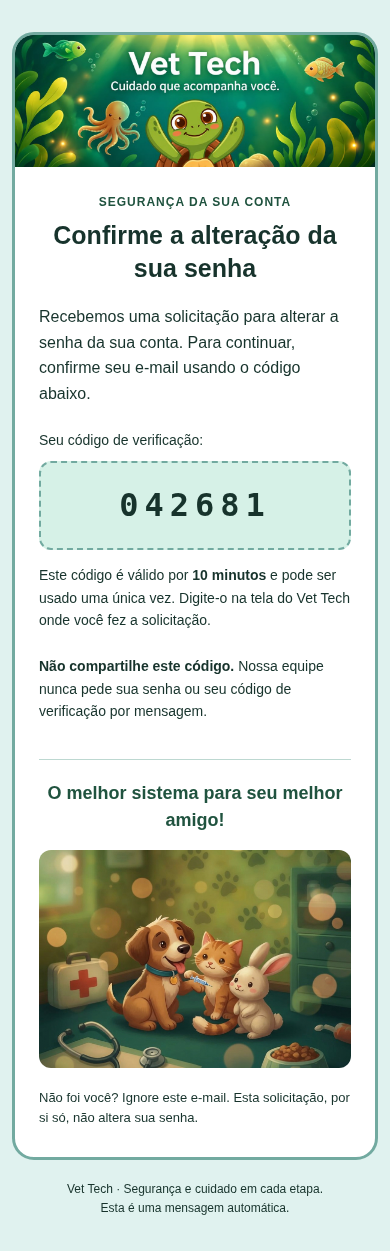 Vet Tech
Cuidado que acompanha você.
SEGURANÇA DA SUA CONTA
Confirme a alteração da
sua senha
Recebemos uma solicitação para alterar a
senha da sua conta. Para continuar,
confirme seu e-mail usando o código
abaixo.
Seu código de verificação:
042681
Este código é válido por 10 minutos e pode ser
usado uma única vez. Digite-o na tela do Vet Tech
onde você fez a solicitação.
Não compartilhe este código. Nossa equipe
nunca pede sua senha ou seu código de
verificação por mensagem.
O melhor sistema para seu melhor
amigo!
Não foi você? Ignore este e-mail. Esta solicitação, por
si só, não altera sua senha.
Vet Tech · Segurança e cuidado em cada etapa.
Esta é uma mensagem automática.